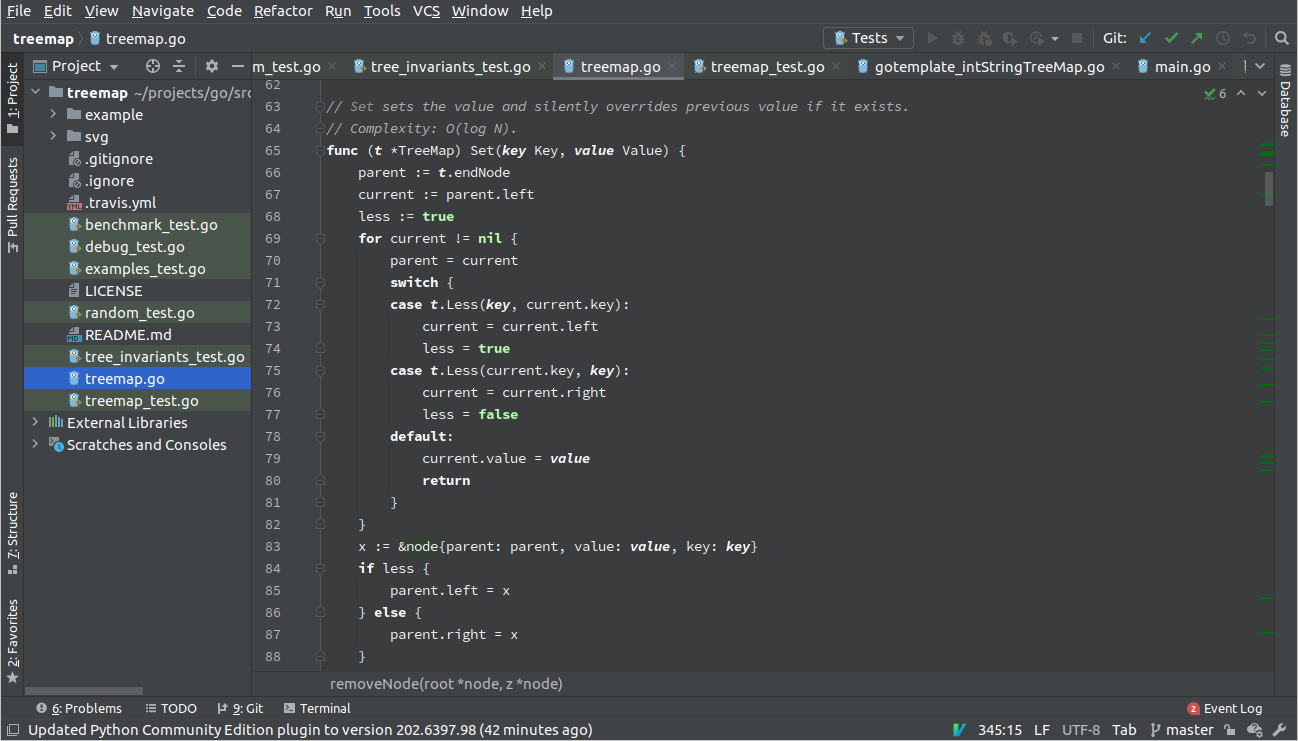 File Edit View Navigate Code Refactor Run Tools VCS Window Help
treemap treemap.go Tests Git:
1: Project
Pull Requests
7: Structure
2: Favorites
Project
treemap ~/projects/go/src
example
svg
.gitignore
.ignore
.travis.yml
benchmark_test.go
debug_test.go
examples_test.go
LICENSE
random_test.go
README.md
tree_invariants_test.go
treemap.go
treemap_test.go
External Libraries
Scratches and Consoles
m_test.go tree_invariants_test.go treemap.go treemap_test.go gotemplate_intStringTreeMap.go main.go
6
Database
62
63 // Set sets the value and silently overrides previous value if it exists.
64 // Complexity: O(log N).
65 func (t *TreeMap) Set(key Key, value Value) {
66 parent := t.endNode
67 current := parent.left
68 less := true
69 for current != nil {
70 parent = current
71 switch {
72 case t.Less(key, current.key):
73 current = current.left
74 less = true
75 case t.Less(current.key, key):
76 current = current.right
77 less = false
78 default:
79 current.value = value
80 return
81 }
82 }
83 x := &node{parent: parent, value: value, key: key}
84 if less {
85 parent.left = x
86 } else {
87 parent.right = x
88 }
removeNode(root *node, z *node)
6: Problems TODO 9: Git Terminal 2 Event Log
Updated Python Community Edition plugin to version 202.6397.98 (42 minutes ago) 345:15 LF UTF-8 Tab master